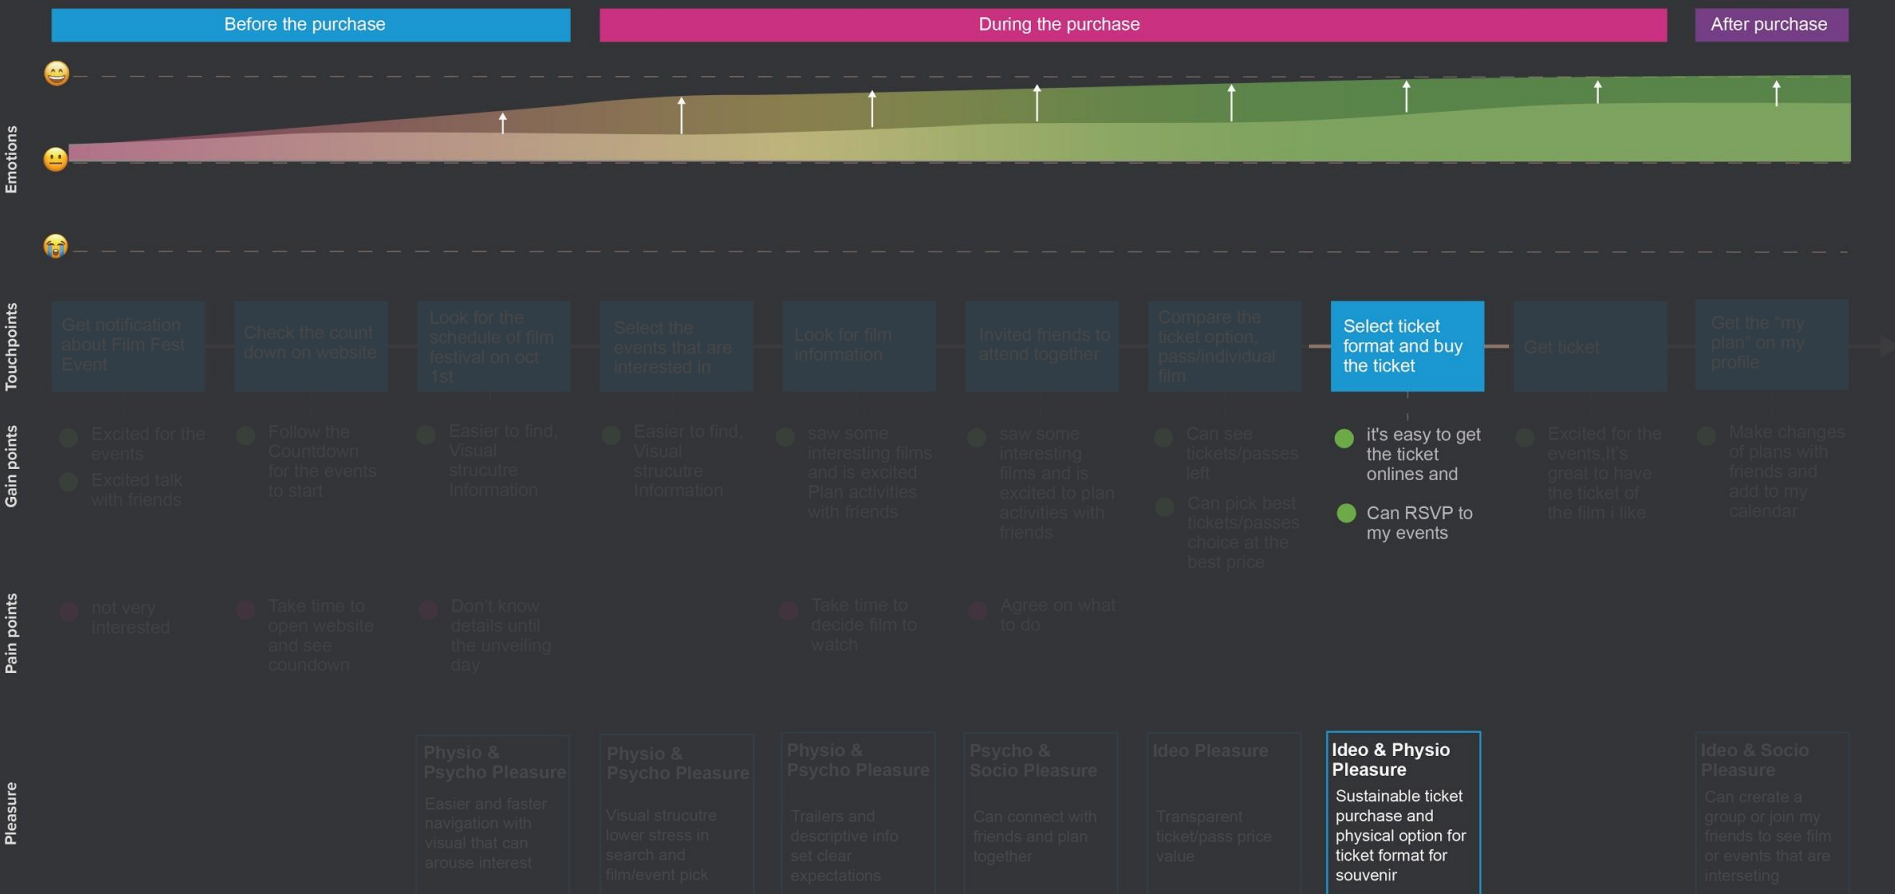 Before the purchase
During the purchase
After purchase
Emotions
Touchpoints
Get notification
about Film Fest
Event
Check the count
down on website
Look for the
schedule of film
festival on oct
1st
Select the
events that are
interested in
Look for film
information
Invited friends to
attend together
Compare the
ticket option,
pass/individual
film
Select ticket
format and buy
the ticket
Get ticket
Get the "my
plan" on my
profile
Gain points
Excited for the
events
Excited talk
with friends
Follow the
Countdown
for the events
to start
Easier to find,
Visual
strucutre
Information
Easier to find,
Visual
strucutre
Information
saw some
interesting films
and is excited
Plan activities
with friends
saw some
interesting
films and is
excited to plan
activities with
friends
Can see
tickets/passes
left
Can pick best
tickets/passes
choice at the
best price
it's easy to get
the ticket
onlines and
Can RSVP to
my events
Excited for the
events,It's
great to have
the ticket of
the film i like
Make changes
of plans with
friends and
add to my
calendar
Pain points
not very
interested
Take time to
open website
and see
coundown
Don't know
details until
the unveiling
day
Take time to
decide film to
watch
Agree on what
to do
Pleasure
Physio &
Psycho Pleasure
Easier and faster
navigation with
visual that can
arouse interest
Physio &
Psycho Pleasure
Visual strucutre
lower stress in
search and
film/event pick
Physio &
Psycho Pleasure
Trailers and
descriptive info
set clear
expectations
Psycho &
Socio Pleasure
Can connect with
friends and plan
together
Ideo Pleasure
Transparent
ticket/pass price
value
Ideo & Physio
Pleasure
Sustainable ticket
purchase and
physical option for
ticket format for
souvenir
Ideo & Socio
Pleasure
Can crerate a
group or join my
friends to see film
or events that are
interseting